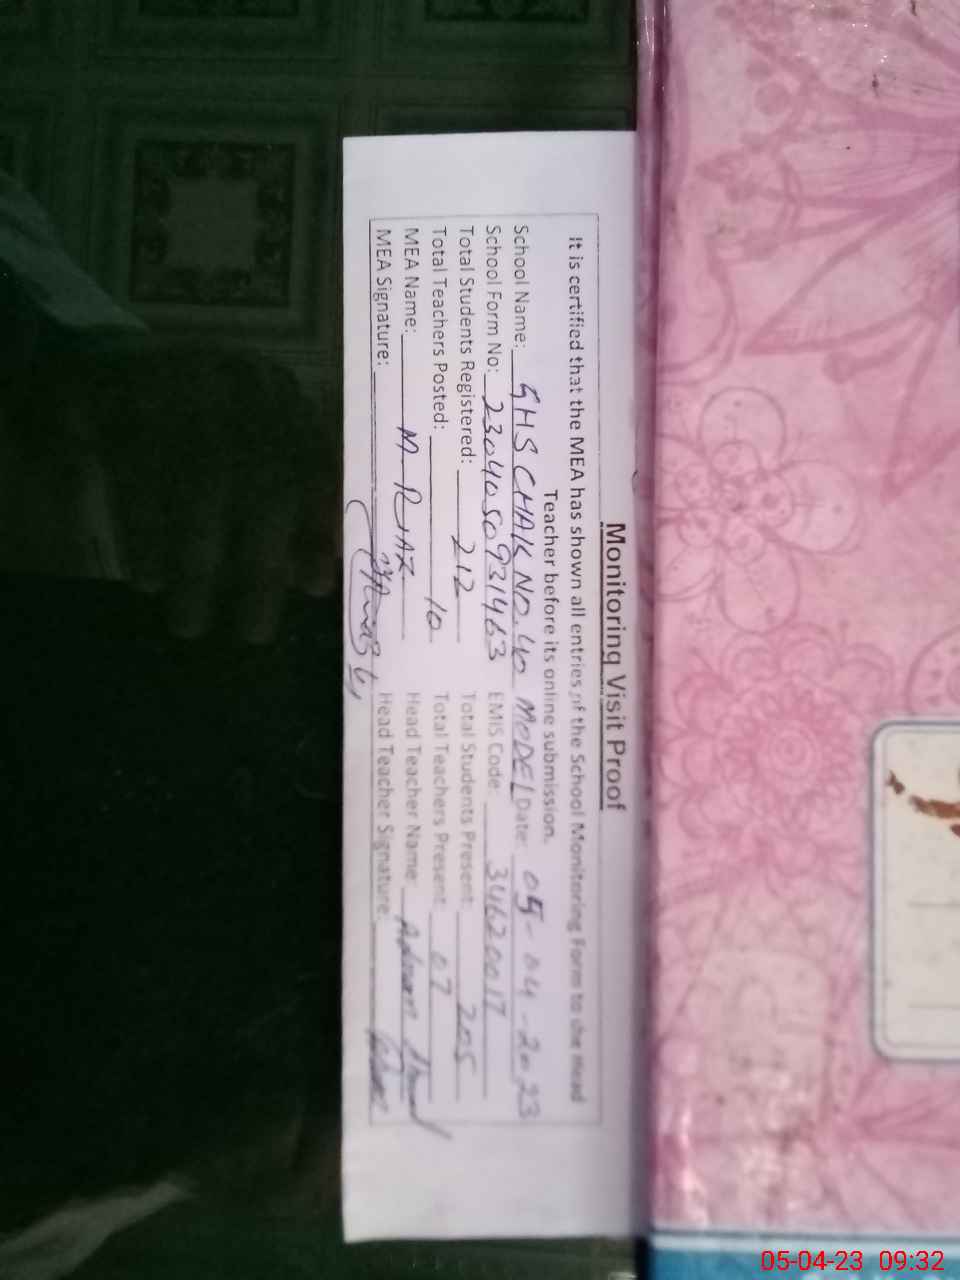 Monitoring Visit Proof
It is certified that the MEA has shown all entries of the School Monitoring Form to the Head
Teacher before its online submission.
School Name: GHS CHAK NO. MODEL Date: 05-04-2023
School Form No: 2304050931463 EMIS Code: 34620017
Total Students Registered: 212 Total Students Present: 205
Total Teachers Posted: 10 Total Teachers Present: 07
MEA Name: M. RIAZ Head Teacher Name: Adnan
MEA Signature: Head Teacher Signature:
05-04-23 09:32